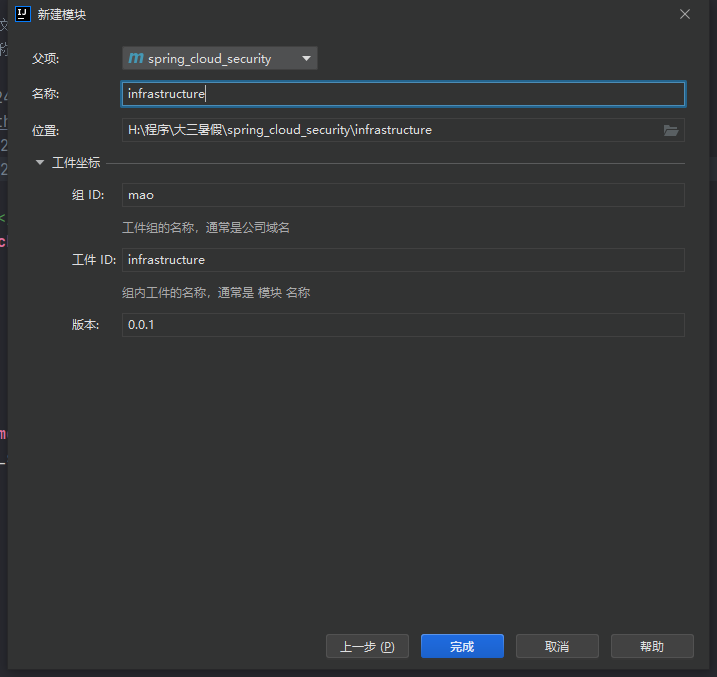 新建模块
父项:
m spring_cloud_security
名称:
infrastructure
位置:
H:\程序\大三暑假\spring_cloud_security\infrastructure
工件坐标
组 ID:
mao
工件组的名称，通常是公司域名
工件 ID:
infrastructure
组内工件的名称，通常是 模块 名称
版本:
0.0.1
上一步 (P)
完成
取消
帮助